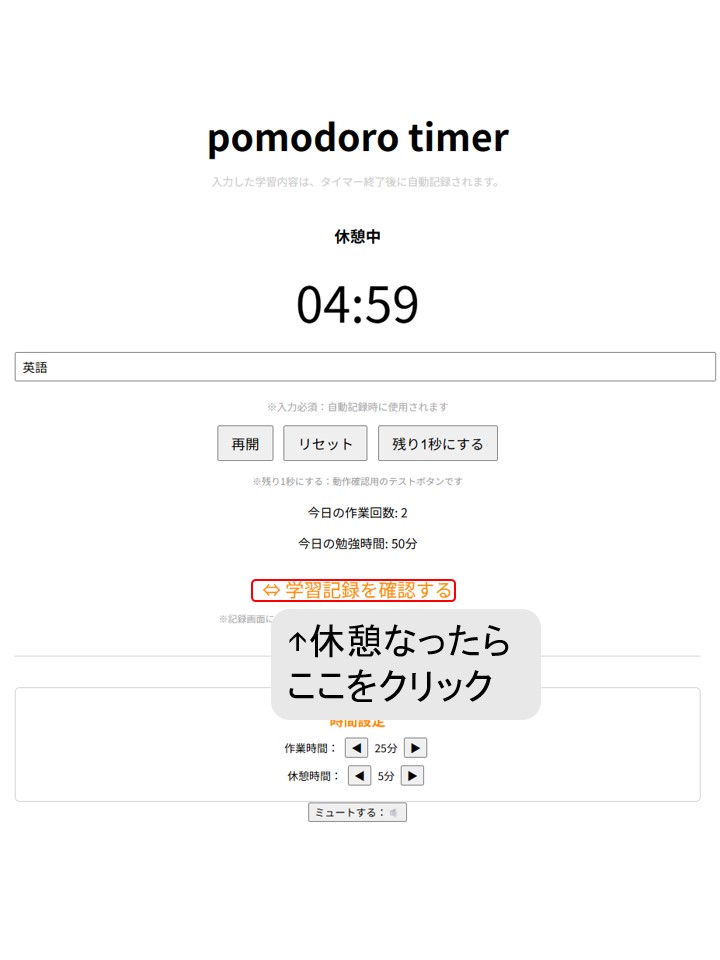 pomodoro timer
入力した学習内容は、タイマー終了後に自動記録されます。
休憩中
04:59
英語
※入力必須：自動記録時に使用されます
再開 リセット 残り1秒にする
※残り1秒にする：動作確認用のテストボタンです
今日の作業回数: 2
今日の勉強時間: 50分
⇔ 学習記録を確認する
※記録画面に
↑休憩なったら
ここをクリック
時間設定
作業時間： ◀ 25分 ▶
休憩時間： ◀ 5分 ▶
ミュートする：🔈